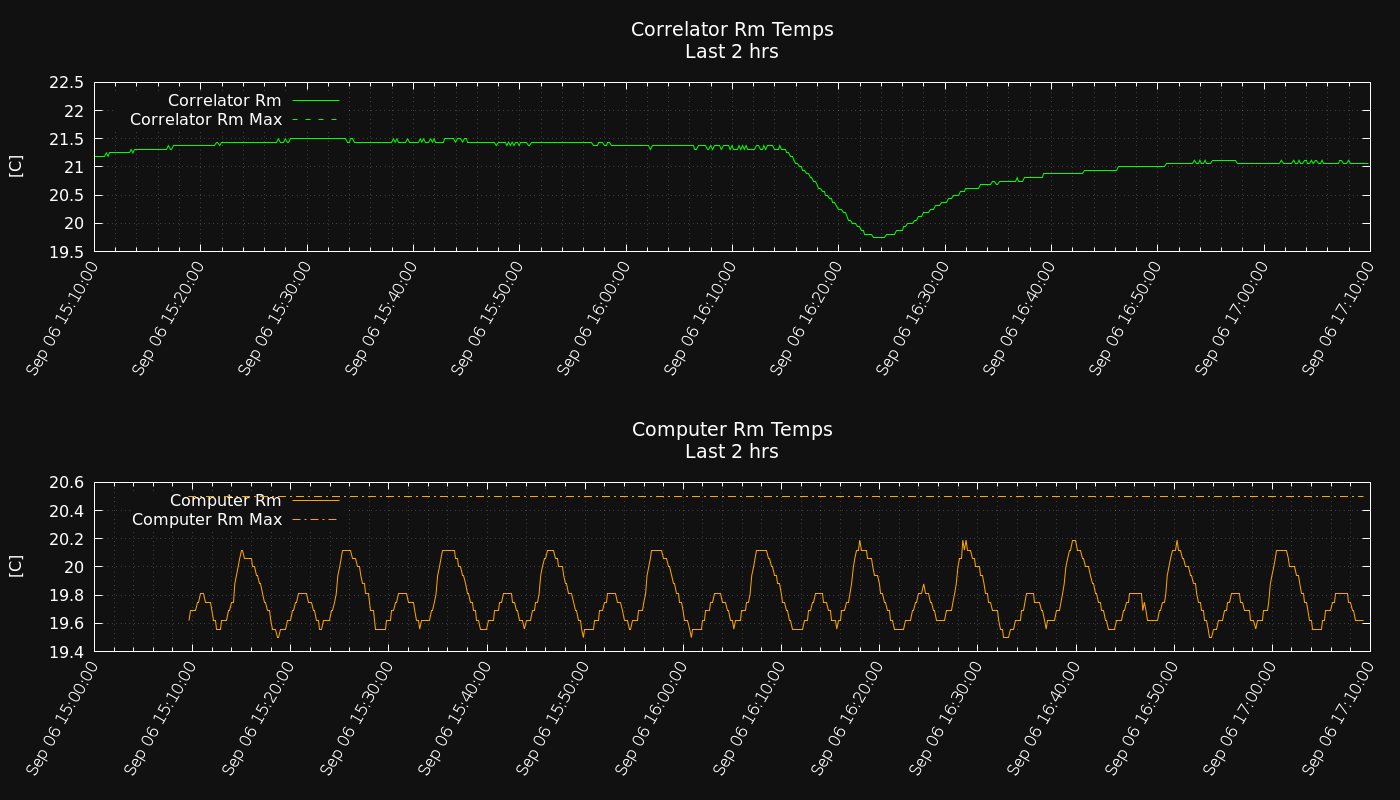 Correlator Rm Temps
Last 2 hrs
Correlator Rm
Correlator Rm Max
[C]
22.5
22
21.5
21
20.5
20
19.5
Sep 06 15:10:00
Sep 06 15:20:00
Sep 06 15:30:00
Sep 06 15:40:00
Sep 06 15:50:00
Sep 06 16:00:00
Sep 06 16:10:00
Sep 06 16:20:00
Sep 06 16:30:00
Sep 06 16:40:00
Sep 06 16:50:00
Sep 06 17:00:00
Sep 06 17:10:00
Computer Rm Temps
Last 2 hrs
Computer Rm
Computer Rm Max
[C]
20.6
20.4
20.2
20
19.8
19.6
19.4
Sep 06 15:00:00
Sep 06 15:10:00
Sep 06 15:20:00
Sep 06 15:30:00
Sep 06 15:40:00
Sep 06 15:50:00
Sep 06 16:00:00
Sep 06 16:10:00
Sep 06 16:20:00
Sep 06 16:30:00
Sep 06 16:40:00
Sep 06 16:50:00
Sep 06 17:00:00
Sep 06 17:10:00